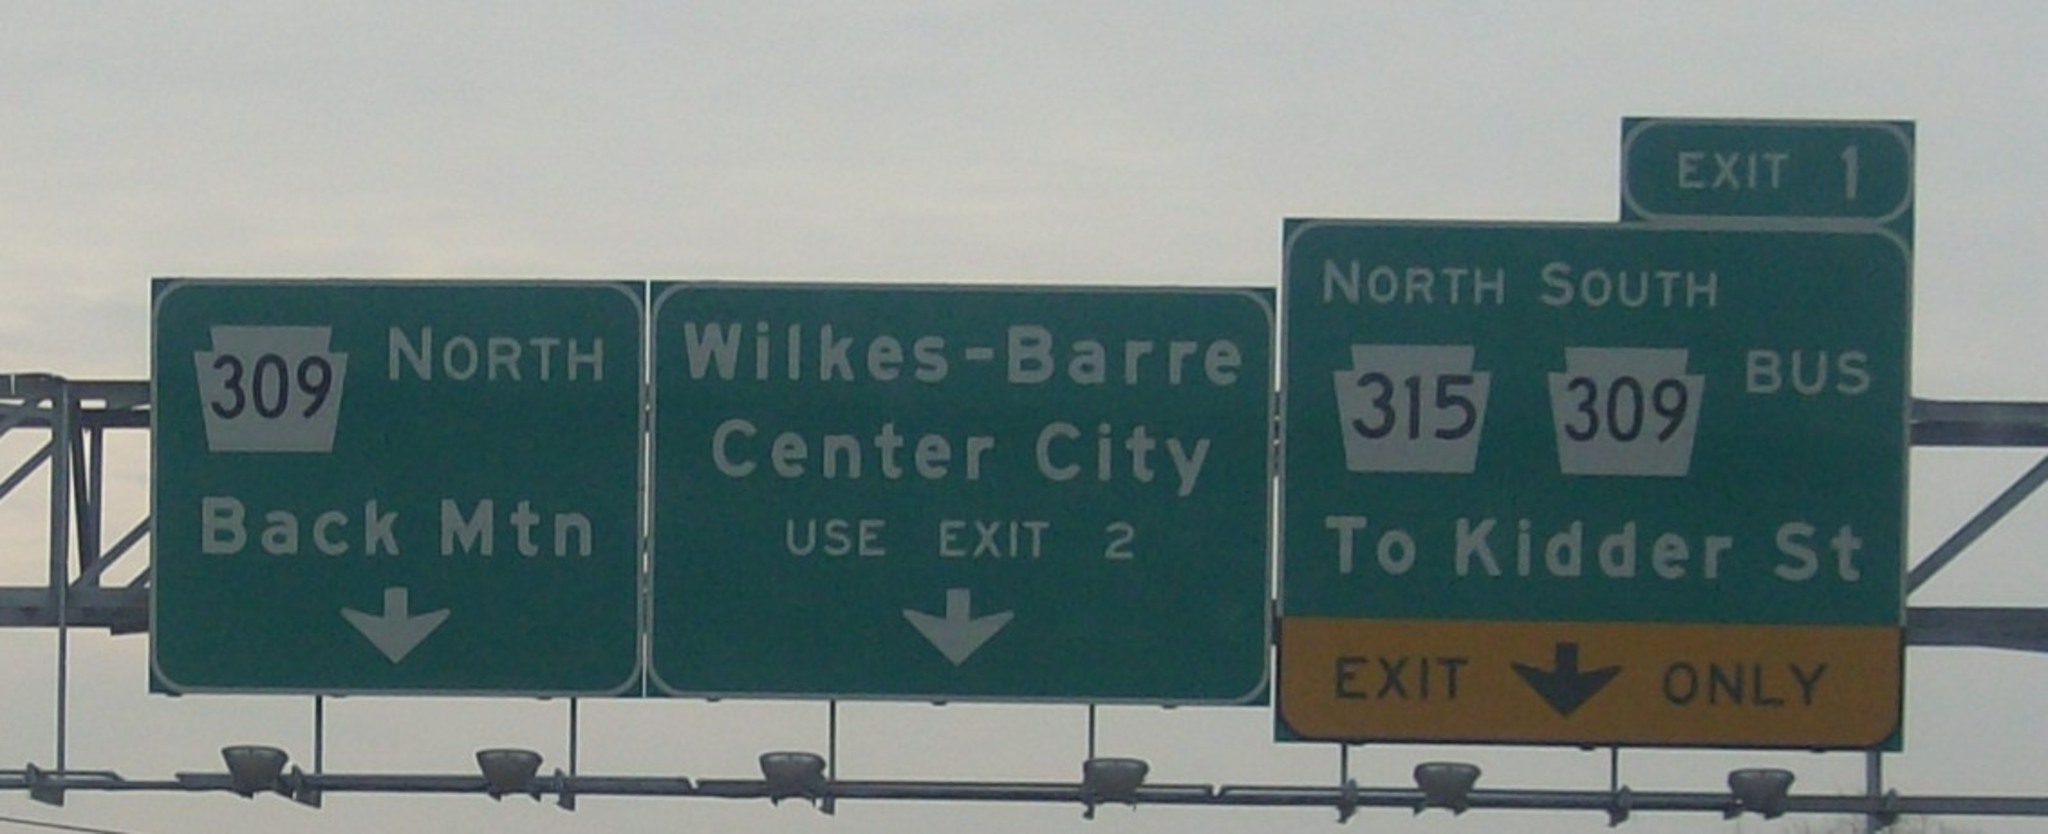 309 NORTH
Back Mtn
Wilkes-Barre
Center City
USE EXIT 2
EXIT 1
NORTH SOUTH
315 309 BUS
To Kidder St
EXIT ONLY